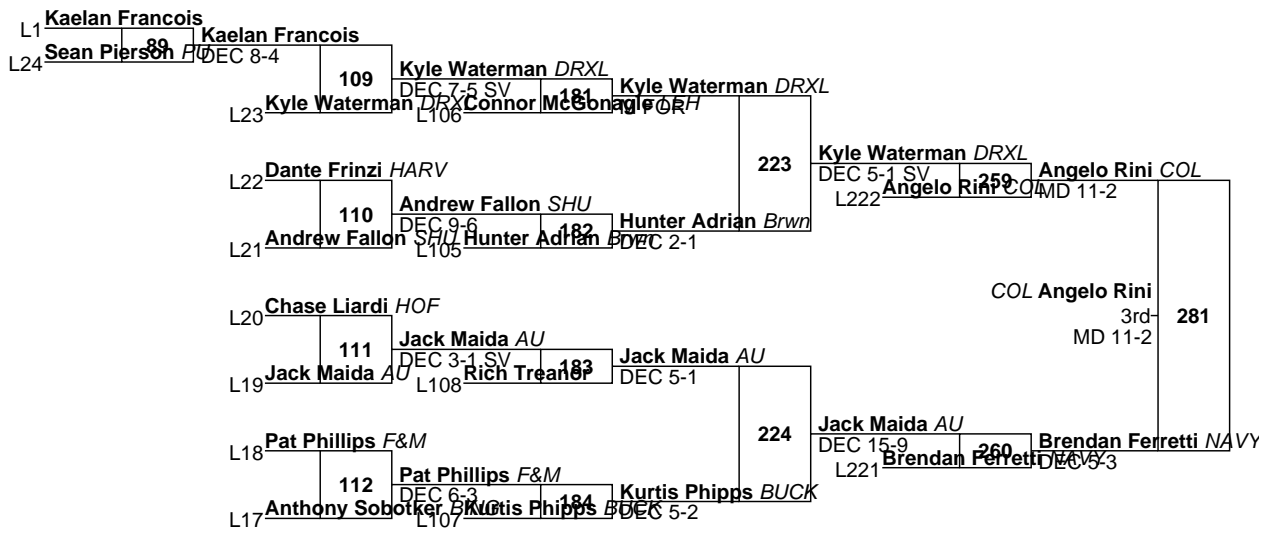 L1 Kaelan Francois
89
L24 Sean Pierson PU
Kaelan Francois
DEC 8-4
109
L23 Kyle Waterman DRXL
Kyle Waterman DRXL
DEC 7-5 SV
181
L106 Connor McGonagle LEH
Kyle Waterman DRXL
M FOR
223
L22 Dante Frinzi HARV
110
L21 Andrew Fallon SHU
Andrew Fallon SHU
DEC 9-6
182
L105 Hunter Adrian Brwn
Hunter Adrian Brwn
DEC 2-1
Kyle Waterman DRXL
DEC 5-1 SV
259
L222 Angelo Rini COL
Angelo Rini COL
MD 11-2
L20 Chase Liardi HOF
111
L19 Jack Maida AU
Jack Maida AU
DEC 3-1 SV
183
L108 Rich Treanor
Jack Maida AU
DEC 5-1
224
L18 Pat Phillips F&M
112
L17 Anthony Sobotker BING
Pat Phillips F&M
DEC 6-3
184
L107 Kurtis Phipps BUCK
Kurtis Phipps BUCK
DEC 5-2
Jack Maida AU
DEC 15-9
260
L221 Brendan Ferretti NAVY
Brendan Ferretti NAVY
DEC 5-3
COL Angelo Rini
3rd
MD 11-2
281